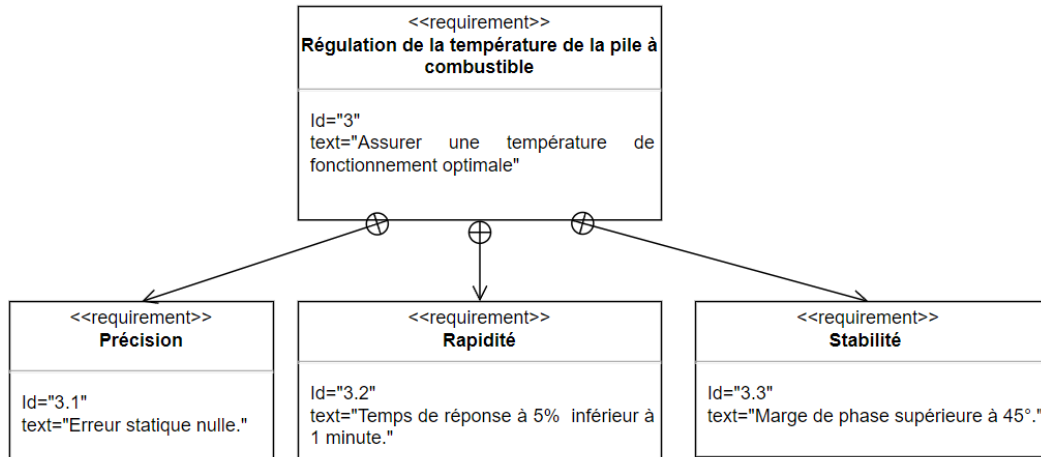 <<requirement>>
Régulation de la température de la pile à
combustible
Id="3"
text="Assurer une température de
fonctionnement optimale"
<<requirement>>
Précision
Id="3.1"
text="Erreur statique nulle."
<<requirement>>
Rapidité
Id="3.2"
text="Temps de réponse à 5% inférieur à
1 minute."
<<requirement>>
Stabilité
Id="3.3"
text="Marge de phase supérieure à 45°."